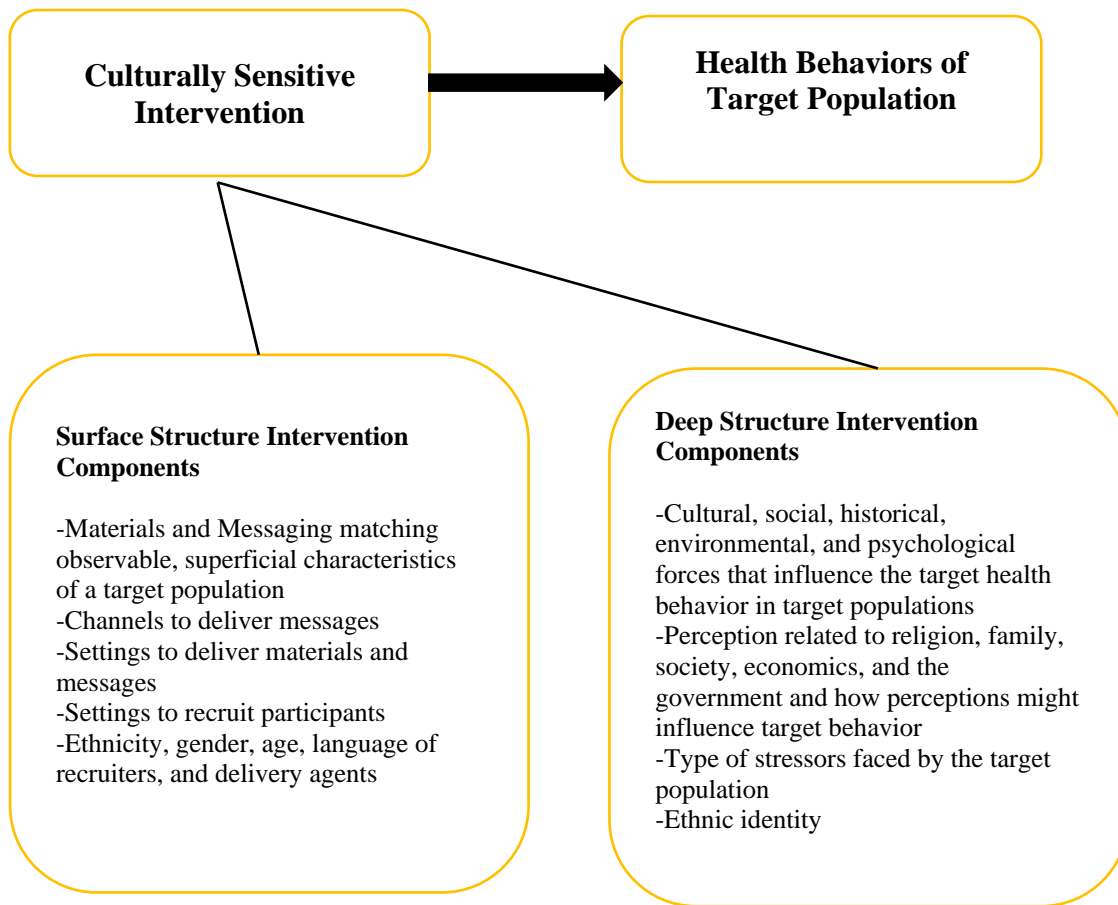 Culturally Sensitive
Intervention
Health Behaviors of
Target Population
Surface Structure Intervention
Components
-Materials and Messaging matching
observable, superficial characteristics
of a target population
-Channels to deliver messages
-Settings to deliver materials and
messages
-Settings to recruit participants
-Ethnicity, gender, age, language of
recruiters, and delivery agents
Deep Structure Intervention
Components
-Cultural, social, historical,
environmental, and psychological
forces that influence the target health
behavior in target populations
-Perception related to religion, family,
society, economics, and the
government and how perceptions might
influence target behavior
-Type of stressors faced by the target
population
-Ethnic identity